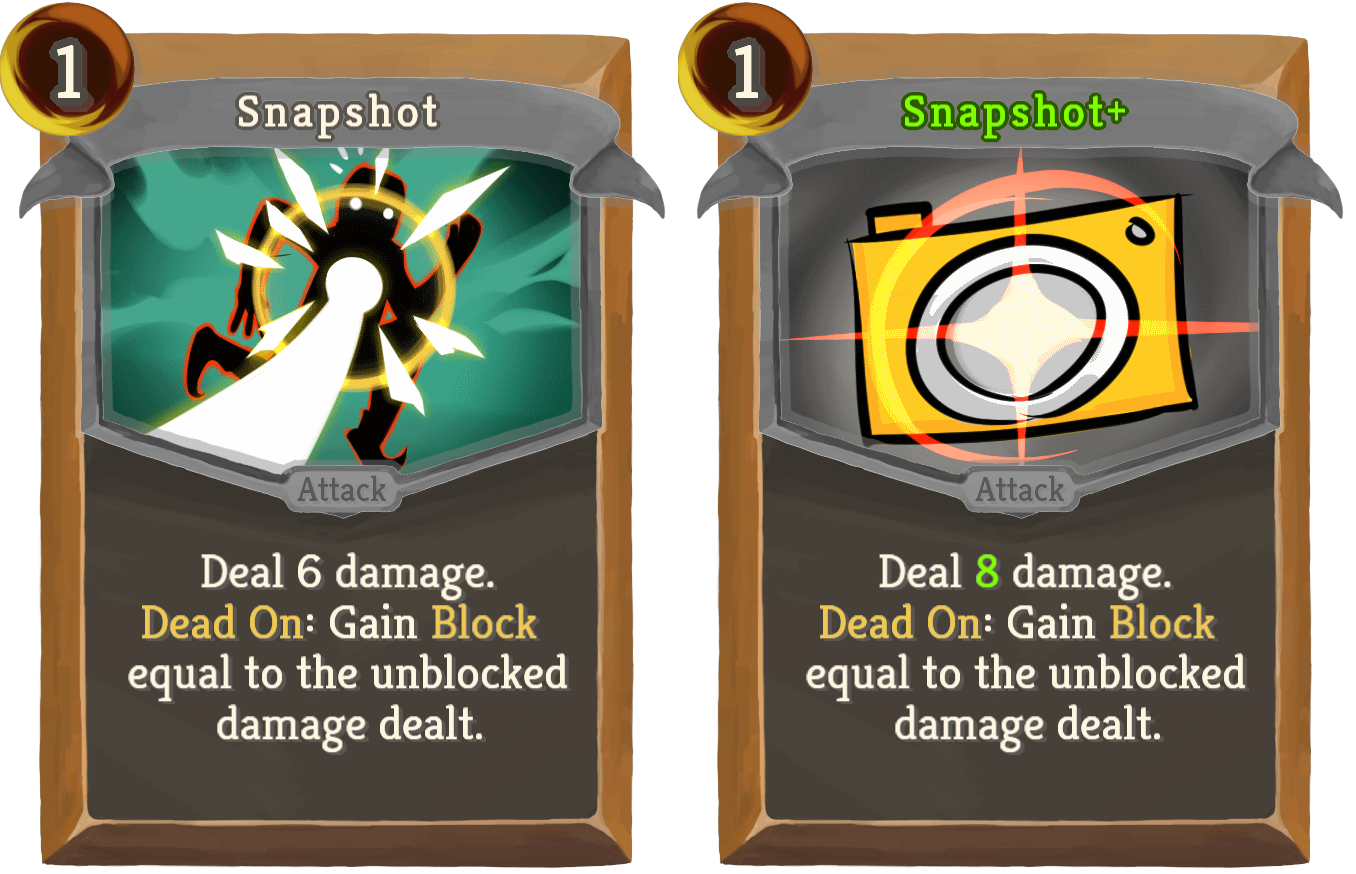 1
Snapshot
Attack
Deal 6 damage.
Dead On: Gain Block
equal to the unblocked
damage dealt.
1
Snapshot+
Attack
Deal 8 damage.
Dead On: Gain Block
equal to the unblocked
damage dealt.